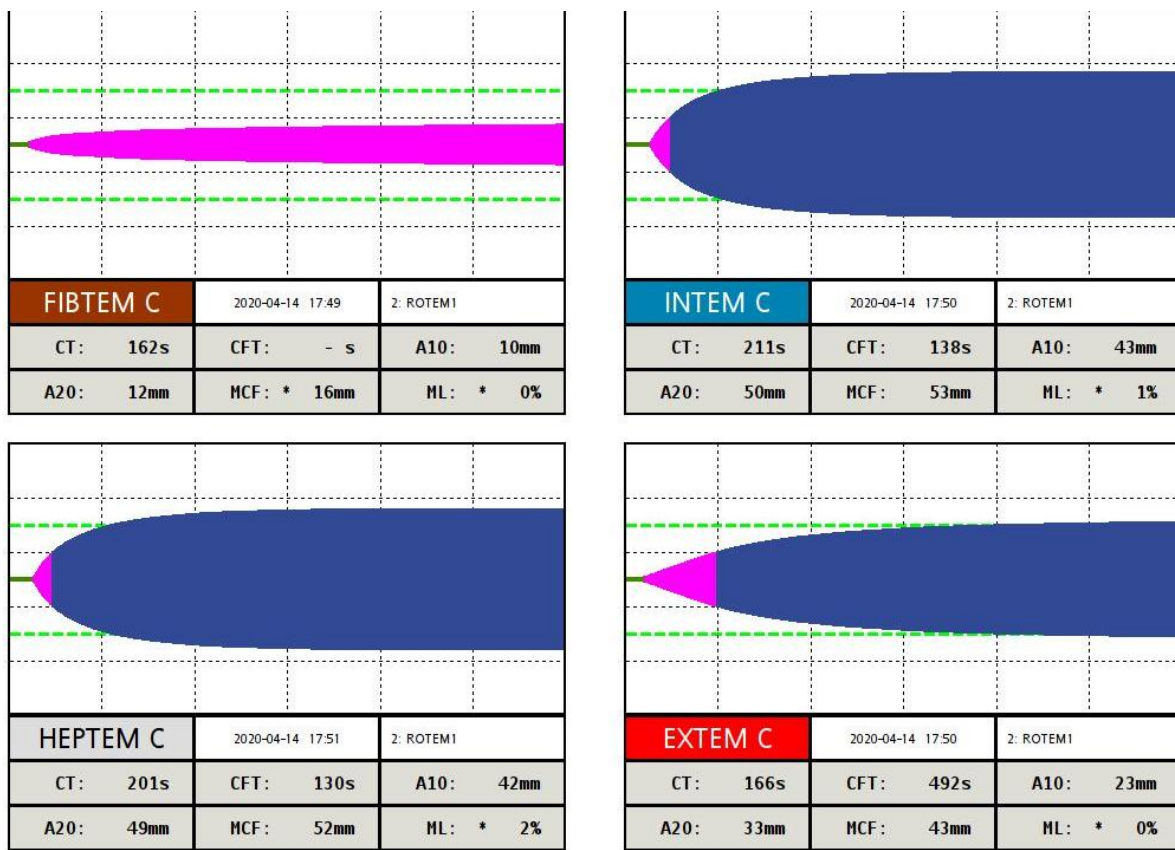 FIBTEM C 2020-04-14 17:49 2: ROTEM1
CT: 162s CFT: - s A10: 10mm
A20: 12mm MCF: * 16mm ML: * 0%
INTEM C 2020-04-14 17:50 2: ROTEM1
CT: 211s CFT: 138s A10: 43mm
A20: 50mm MCF: 53mm ML: * 1%
HEPTEM C 2020-04-14 17:51 2: ROTEM1
CT: 201s CFT: 130s A10: 42mm
A20: 49mm MCF: 52mm ML: * 2%
EXTEM C 2020-04-14 17:50 2: ROTEM1
CT: 166s CFT: 492s A10: 23mm
A20: 33mm MCF: 43mm ML: * 0%